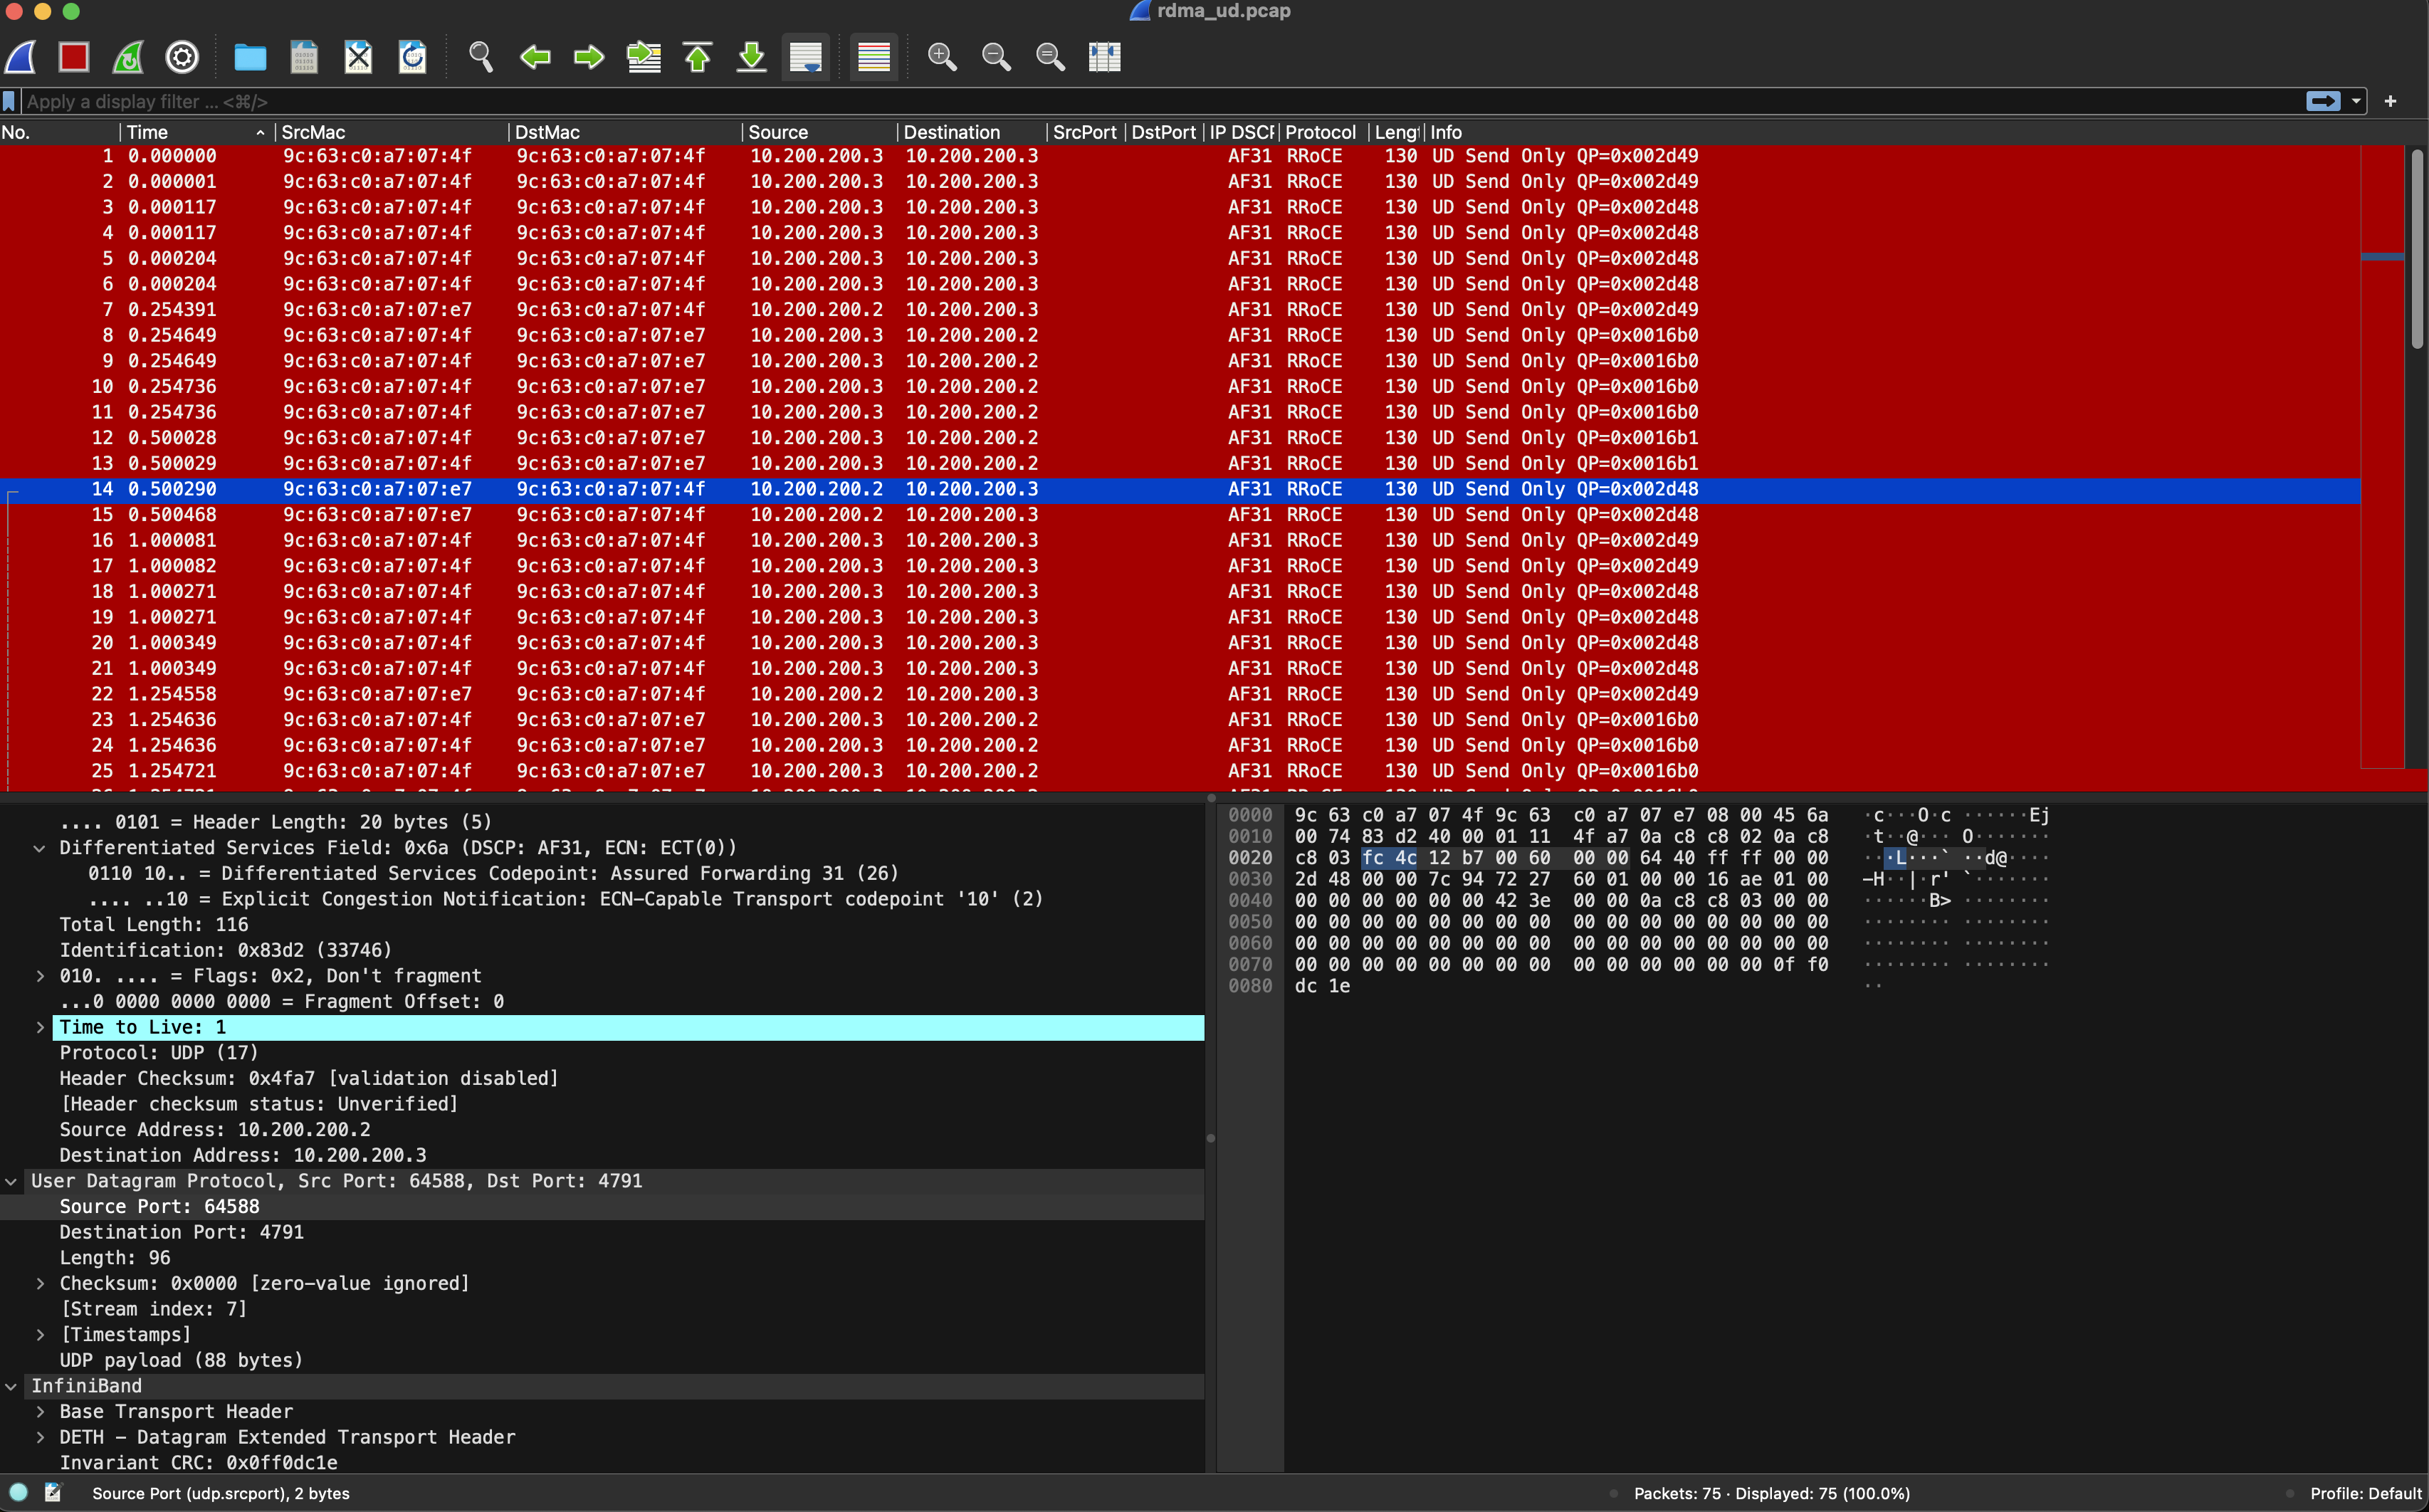 rdma_ud.pcap
Apply a display filter ... <⌘/>
No. Time SrcMac DstMac Source Destination SrcPort DstPort IP DSCF Protocol Lengt Info
1 0.000000 9c:63:c0:a7:07:4f 9c:63:c0:a7:07:4f 10.200.200.3 10.200.200.3 AF31 RRoCE 130 UD Send Only QP=0x002d49
2 0.000001 9c:63:c0:a7:07:4f 9c:63:c0:a7:07:4f 10.200.200.3 10.200.200.3 AF31 RRoCE 130 UD Send Only QP=0x002d49
3 0.000117 9c:63:c0:a7:07:4f 9c:63:c0:a7:07:4f 10.200.200.3 10.200.200.3 AF31 RRoCE 130 UD Send Only QP=0x002d48
4 0.000117 9c:63:c0:a7:07:4f 9c:63:c0:a7:07:4f 10.200.200.3 10.200.200.3 AF31 RRoCE 130 UD Send Only QP=0x002d48
5 0.000204 9c:63:c0:a7:07:4f 9c:63:c0:a7:07:4f 10.200.200.3 10.200.200.3 AF31 RRoCE 130 UD Send Only QP=0x002d48
6 0.000204 9c:63:c0:a7:07:4f 9c:63:c0:a7:07:4f 10.200.200.3 10.200.200.3 AF31 RRoCE 130 UD Send Only QP=0x002d48
7 0.254391 9c:63:c0:a7:07:e7 9c:63:c0:a7:07:4f 10.200.200.2 10.200.200.3 AF31 RRoCE 130 UD Send Only QP=0x002d49
8 0.254649 9c:63:c0:a7:07:4f 9c:63:c0:a7:07:e7 10.200.200.3 10.200.200.2 AF31 RRoCE 130 UD Send Only QP=0x0016b0
9 0.254649 9c:63:c0:a7:07:4f 9c:63:c0:a7:07:e7 10.200.200.3 10.200.200.2 AF31 RRoCE 130 UD Send Only QP=0x0016b0
10 0.254736 9c:63:c0:a7:07:4f 9c:63:c0:a7:07:e7 10.200.200.3 10.200.200.2 AF31 RRoCE 130 UD Send Only QP=0x0016b0
11 0.254736 9c:63:c0:a7:07:4f 9c:63:c0:a7:07:e7 10.200.200.3 10.200.200.2 AF31 RRoCE 130 UD Send Only QP=0x0016b0
12 0.500028 9c:63:c0:a7:07:4f 9c:63:c0:a7:07:e7 10.200.200.3 10.200.200.2 AF31 RRoCE 130 UD Send Only QP=0x0016b1
13 0.500029 9c:63:c0:a7:07:4f 9c:63:c0:a7:07:e7 10.200.200.3 10.200.200.2 AF31 RRoCE 130 UD Send Only QP=0x0016b1
14 0.500290 9c:63:c0:a7:07:e7 9c:63:c0:a7:07:4f 10.200.200.2 10.200.200.3 AF31 RRoCE 130 UD Send Only QP=0x002d48
15 0.500468 9c:63:c0:a7:07:e7 9c:63:c0:a7:07:4f 10.200.200.2 10.200.200.3 AF31 RRoCE 130 UD Send Only QP=0x002d48
16 1.000081 9c:63:c0:a7:07:4f 9c:63:c0:a7:07:4f 10.200.200.3 10.200.200.3 AF31 RRoCE 130 UD Send Only QP=0x002d49
17 1.000082 9c:63:c0:a7:07:4f 9c:63:c0:a7:07:4f 10.200.200.3 10.200.200.3 AF31 RRoCE 130 UD Send Only QP=0x002d49
18 1.000271 9c:63:c0:a7:07:4f 9c:63:c0:a7:07:4f 10.200.200.3 10.200.200.3 AF31 RRoCE 130 UD Send Only QP=0x002d48
19 1.000271 9c:63:c0:a7:07:4f 9c:63:c0:a7:07:4f 10.200.200.3 10.200.200.3 AF31 RRoCE 130 UD Send Only QP=0x002d48
20 1.000349 9c:63:c0:a7:07:4f 9c:63:c0:a7:07:4f 10.200.200.3 10.200.200.3 AF31 RRoCE 130 UD Send Only QP=0x002d48
21 1.000349 9c:63:c0:a7:07:4f 9c:63:c0:a7:07:4f 10.200.200.3 10.200.200.3 AF31 RRoCE 130 UD Send Only QP=0x002d48
22 1.254558 9c:63:c0:a7:07:e7 9c:63:c0:a7:07:4f 10.200.200.2 10.200.200.3 AF31 RRoCE 130 UD Send Only QP=0x002d49
23 1.254636 9c:63:c0:a7:07:4f 9c:63:c0:a7:07:e7 10.200.200.3 10.200.200.2 AF31 RRoCE 130 UD Send Only QP=0x0016b0
24 1.254636 9c:63:c0:a7:07:4f 9c:63:c0:a7:07:e7 10.200.200.3 10.200.200.2 AF31 RRoCE 130 UD Send Only QP=0x0016b0
25 1.254721 9c:63:c0:a7:07:4f 9c:63:c0:a7:07:e7 10.200.200.3 10.200.200.2 AF31 RRoCE 130 UD Send Only QP=0x0016b0
.... 0101 = Header Length: 20 bytes (5)
Differentiated Services Field: 0x6a (DSCP: AF31, ECN: ECT(0))
0110 10.. = Differentiated Services Codepoint: Assured Forwarding 31 (26)
.... ..10 = Explicit Congestion Notification: ECN-Capable Transport codepoint '10' (2)
Total Length: 116
Identification: 0x83d2 (33746)
010. .... = Flags: 0x2, Don't fragment
...0 0000 0000 0000 = Fragment Offset: 0
Time to Live: 1
Protocol: UDP (17)
Header Checksum: 0x4fa7 [validation disabled]
[Header checksum status: Unverified]
Source Address: 10.200.200.2
Destination Address: 10.200.200.3
User Datagram Protocol, Src Port: 64588, Dst Port: 4791
Source Port: 64588
Destination Port: 4791
Length: 96
Checksum: 0x0000 [zero-value ignored]
[Stream index: 7]
[Timestamps]
UDP payload (88 bytes)
InfiniBand
Base Transport Header
DETH - Datagram Extended Transport Header
Invariant CRC: 0x0ff0dc1e
0000 9c 63 c0 a7 07 4f 9c 63 c0 a7 07 e7 08 00 45 6a ·c···O·c ······Ej
0010 00 74 83 d2 40 00 01 11 4f a7 0a c8 c8 02 0a c8 ·t··@··· O·······
0020 c8 03 fc 4c 12 b7 00 60 00 00 64 40 ff ff 00 00 ···L···` ··d@····
0030 2d 48 00 00 7c 94 72 27 60 01 00 00 16 ae 01 00 -H··|·r' `·······
0040 00 00 00 00 00 00 42 3e 00 00 0a c8 c8 03 00 00 ······B> ········
0050 00 00 00 00 00 00 00 00 00 00 00 00 00 00 00 00 ········ ········
0060 00 00 00 00 00 00 00 00 00 00 00 00 00 00 00 00 ········ ········
0070 00 00 00 00 00 00 00 00 00 00 00 00 00 00 0f f0 ········ ········
0080 dc 1e ··
Source Port (udp.srcport), 2 bytes
Packets: 75 · Displayed: 75 (100.0%)
Profile: Default